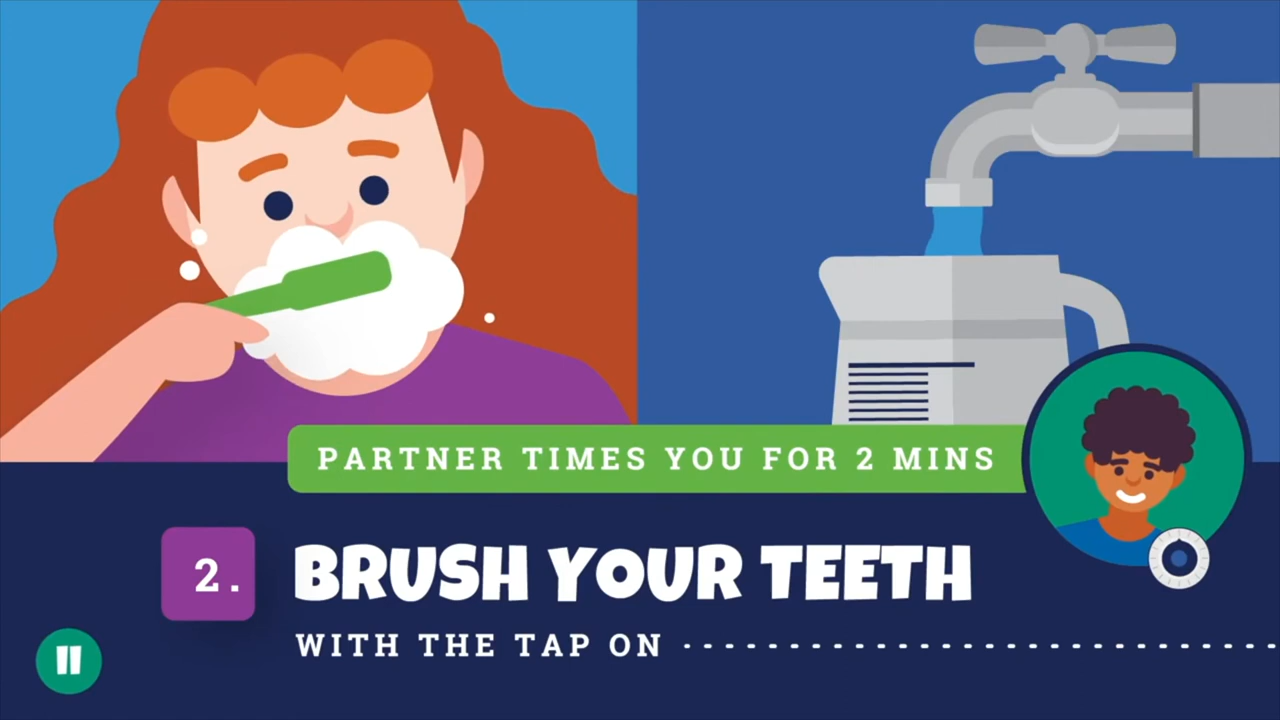 PARTNER TIMES YOU FOR 2 MINS
2. BRUSH YOUR TEETH
WITH THE TAP ON